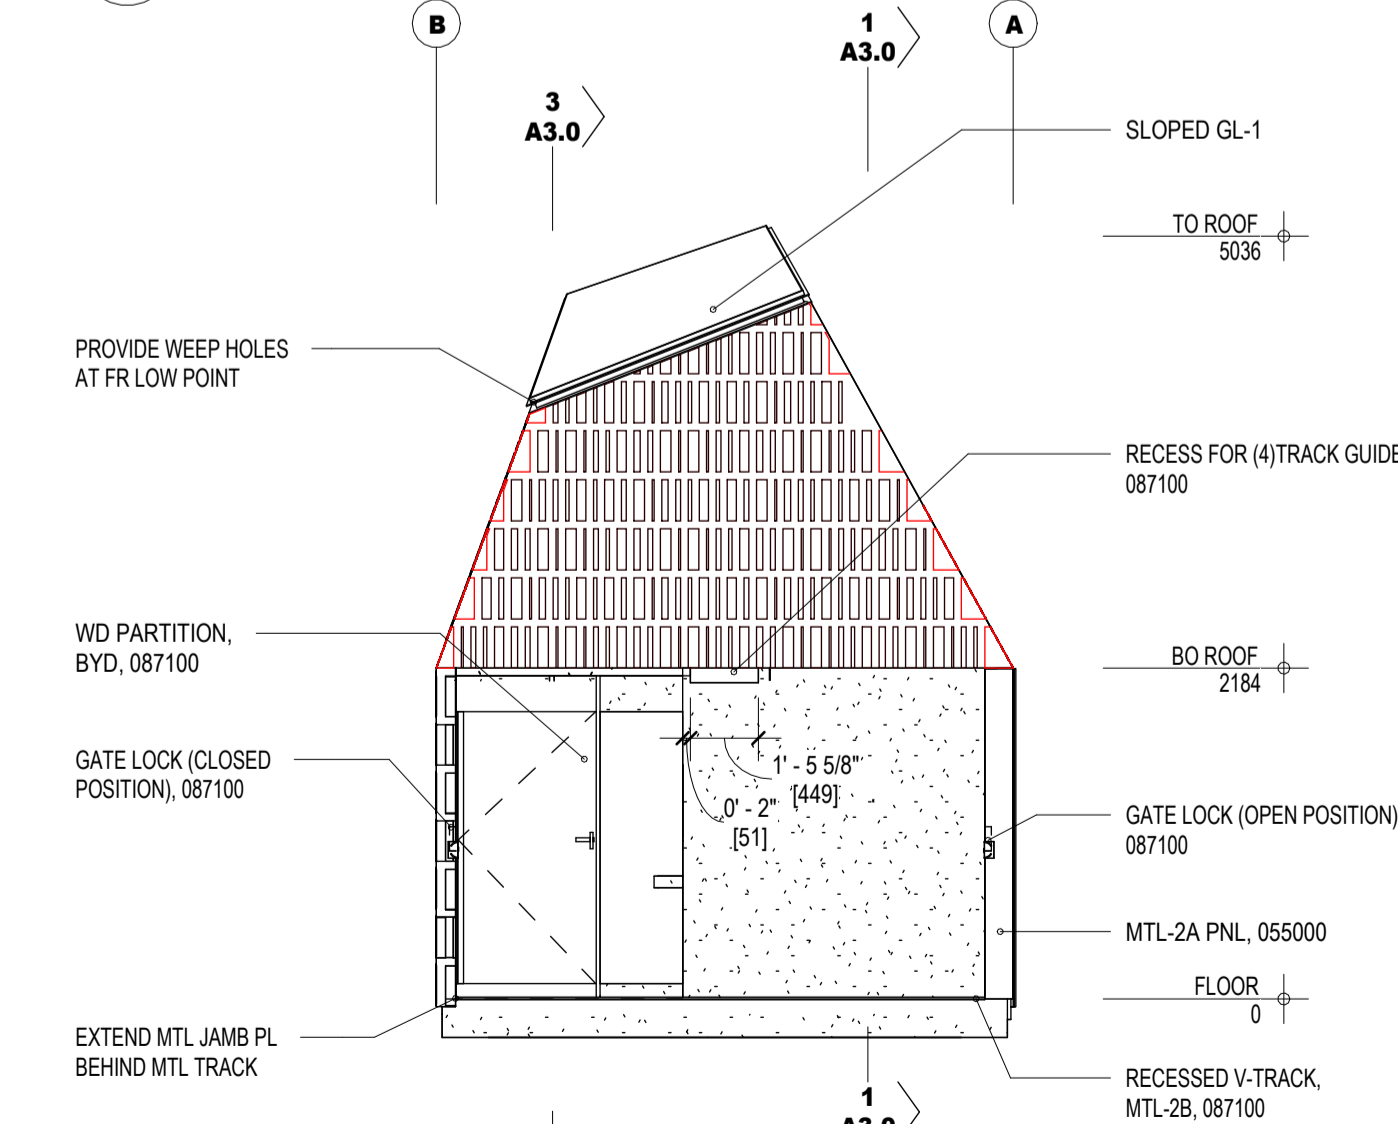 B
1
A3.0
A
3
A3.0
SLOPED GL-1
TO ROOF
5036
PROVIDE WEEP HOLES
AT FR LOW POINT
RECESS FOR (4)TRACK GUIDE
087100
WD PARTITION,
BYD, 087100
BO ROOF
2184
GATE LOCK (CLOSED
POSITION), 087100
1' - 5 5/8"
[449]
0' - 2"
[51]
GATE LOCK (OPEN POSITION)
087100
MTL-2A PNL, 055000
FLOOR
0
EXTEND MTL JAMB PL
BEHIND MTL TRACK
RECESSED V-TRACK,
MTL-2B, 087100
1
A3.0